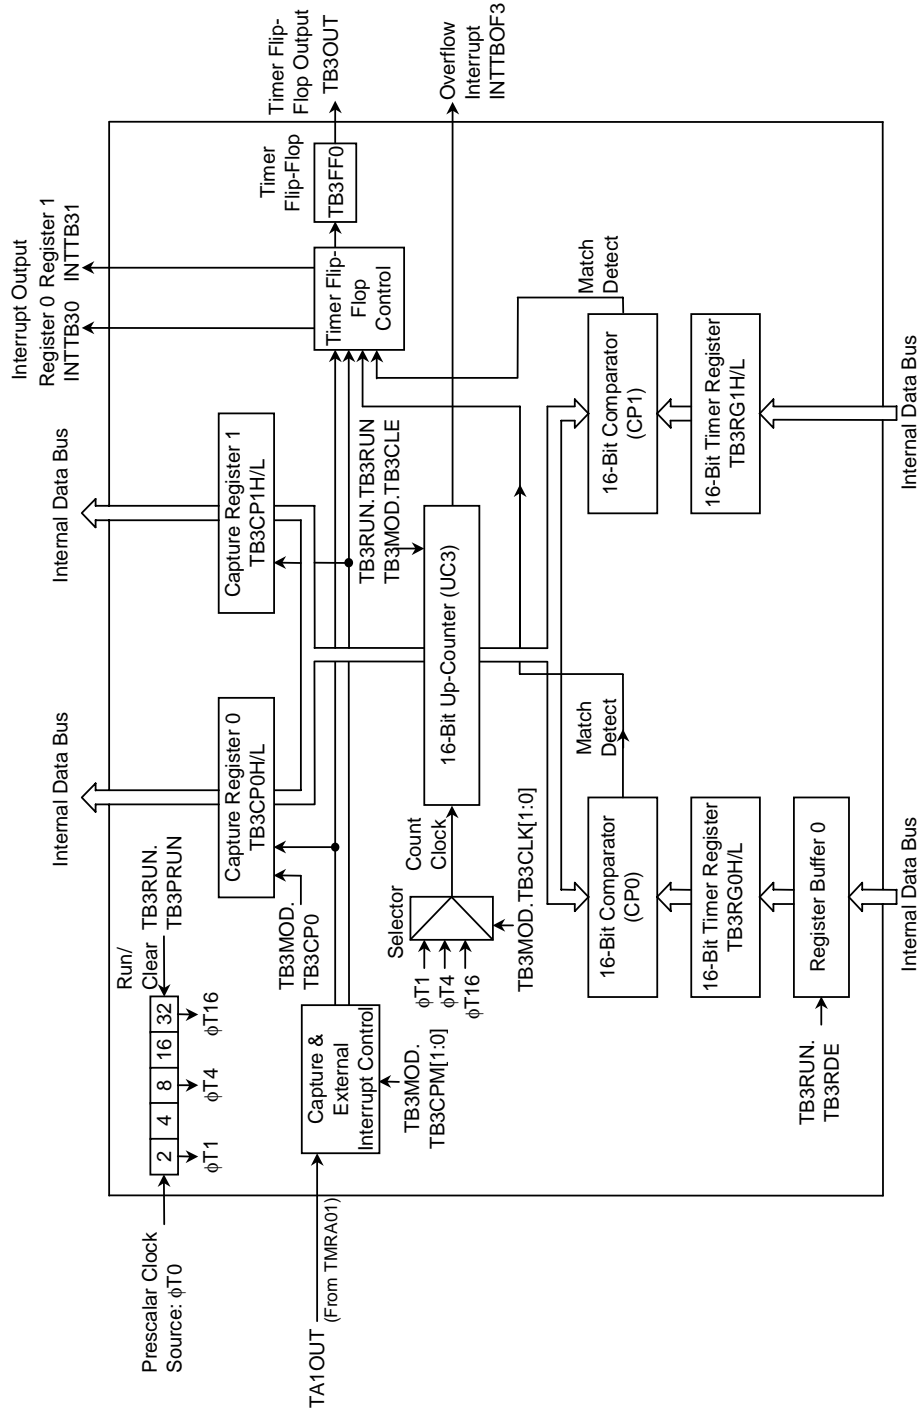 Prescalar Clock
Source: ϕT0
2
4
8
16
32
ϕT1
ϕT4
ϕT16
Run/
Clear
TB3RUN.
TB3PRUN
Internal Data Bus
Internal Data Bus
Interrupt Output
Register 0
Register 1
INTTB30
INTTB31
Capture Register 0
TB3CP0H/L
Capture Register 1
TB3CP1H/L
TB3MOD.
TB3CP0
TA1OUT
(From TMRA01)
Capture &
External
Interrupt Control
TB3MOD.
TB3CPM[1:0]
Timer Flip-
Flop
Control
Timer
Flip-Flop
TB3FF0
Timer Flip-
Flop Output
TB3OUT
TB3RUN.TB3RUN
TB3MOD.TB3CLE
Selector
ϕT1
ϕT4
ϕT16
Count
Clock
TB3MOD.TB3CLK[1:0]
16-Bit Up-Counter (UC3)
Overflow
Interrupt
INTTBOF3
Match
Detect
Match
Detect
16-Bit Comparator
(CP0)
16-Bit Comparator
(CP1)
16-Bit Timer Register
TB3RG0H/L
16-Bit Timer Register
TB3RG1H/L
TB3RUN.
TB3RDE
Register Buffer 0
Internal Data Bus
Internal Data Bus